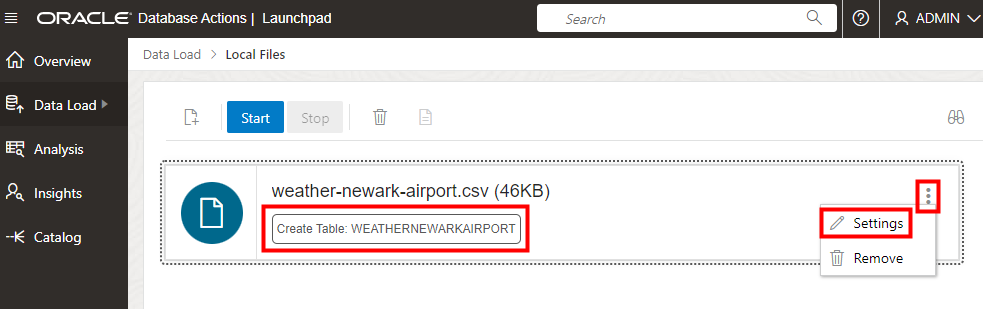 ORACLE Database Actions | Launchpad
Search
ADMIN
Overview
Data Load
Analysis
Insights
Catalog
Data Load > Local Files
Start
Stop
weather-newark-airport.csv (46KB)
Create Table: WEATHERNEWARKAIRPORT
Settings
Remove